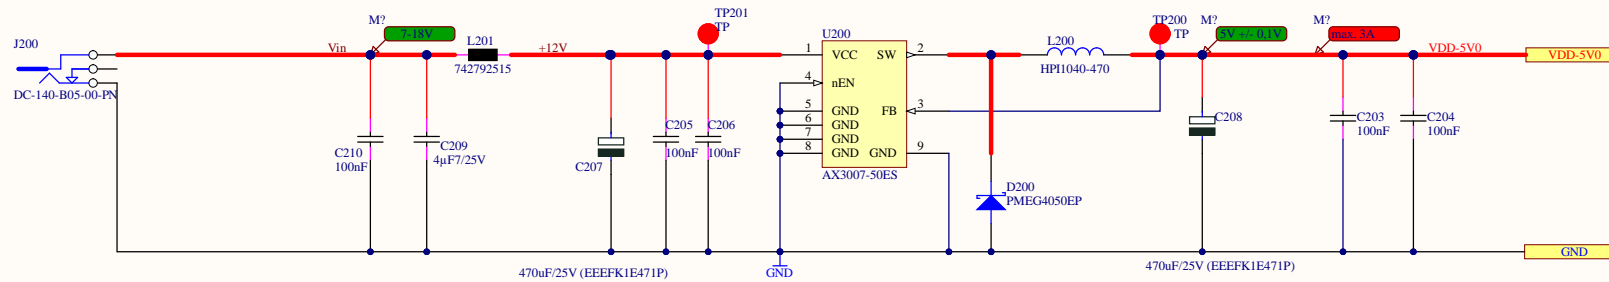 J200
DC-140-B05-00-PN
Vin
M?
7-18V
L201
742792515
+12V
TP201
TP
C210
100nF
C209
4µF7/25V
C207
470uF/25V (EEEFK1E471P)
C205
100nF
C206
100nF
U200
1
VCC
SW
2
4
nEN
5
GND
FB
3
6
GND
7
GND
8
GND
GND
9
AX3007-50ES
GND
D200
PMEG4050EP
L200
HPI1040-470
TP200
TP
M?
5V +/- 0,1V
M?
max. 3A
VDD-5V0
VDD-5V0
C208
470uF/25V (EEEFK1E471P)
C203
100nF
C204
100nF
GND